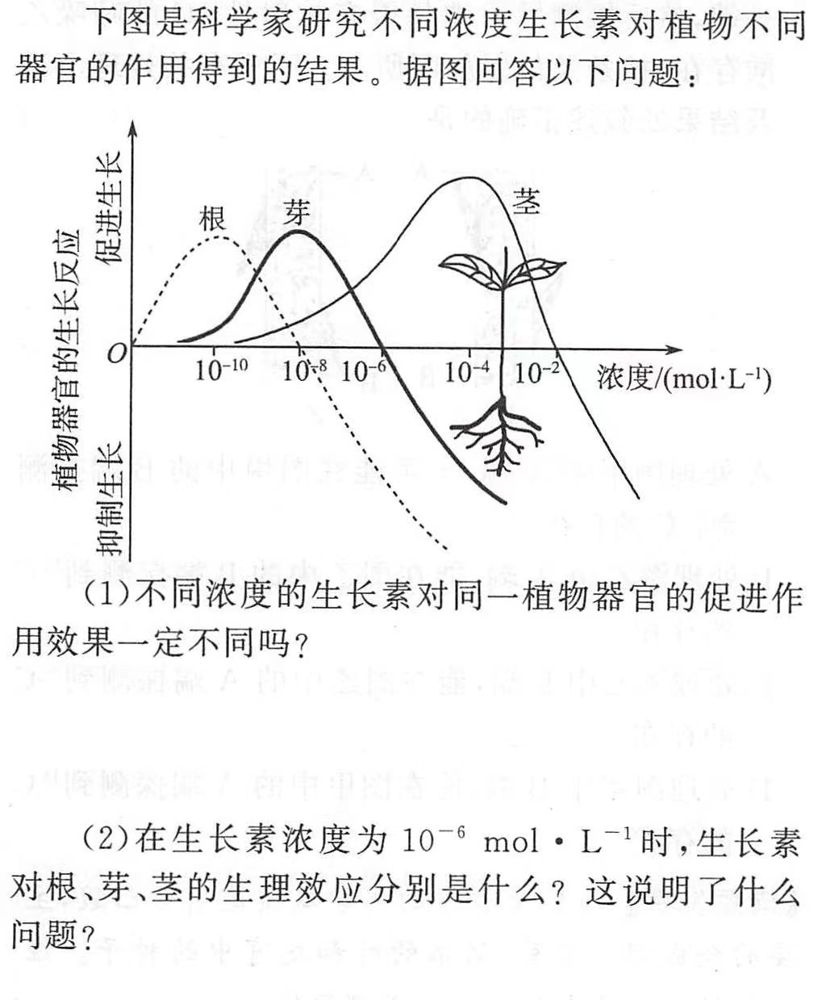 下图是科学家研究不同浓度生长素对植物不同
器官的作用得到的结果。据图回答以下问题：
植物器官的生长反应
促进生长
抑制生长
根
芽
茎
O
10⁻¹⁰
10⁻⁸
10⁻⁶
10⁻⁴
10⁻²
浓度/(mol·L⁻¹)
(1)不同浓度的生长素对同一植物器官的促进作
用效果一定不同吗？
(2)在生长素浓度为 10⁻⁶ mol·L⁻¹时，生长素
对根、芽、茎的生理效应分别是什么？这说明了什么
问题？